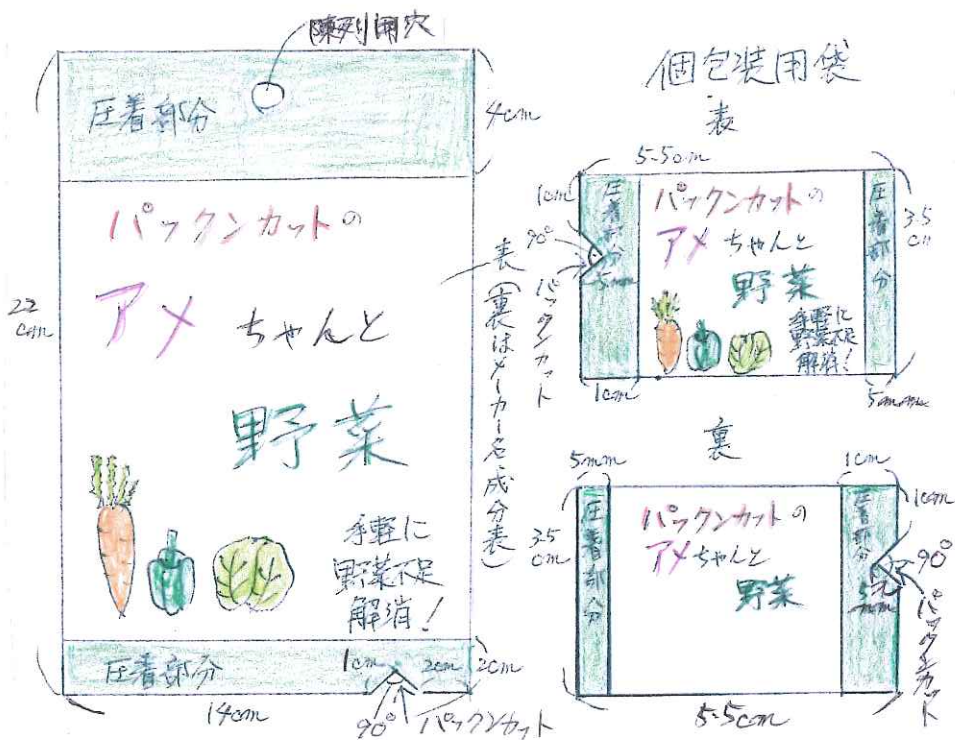 陳列用穴
圧着部分
4cm
パックンカットの
アメ ちゃんと
野菜
22cm
手軽に
野菜不足
解消!
圧着部分
1cm
2cm
2cm
14cm
90°
パックンカット
表(裏はメーカー名、成分表)
個包装用袋
表
5.5cm
1cm
90°
パックンカット
圧着部分
5mm
パックンカットの
アメちゃんと
野菜
手軽に
野菜不足
解消!
圧着部分
3.5cm
1cm
5mm
裏
5mm
1cm
圧着部分
3.5cm
パックンカットの
アメちゃんと
野菜
圧着部分
5mm
1cm
90°
パックンカット
5.5cm